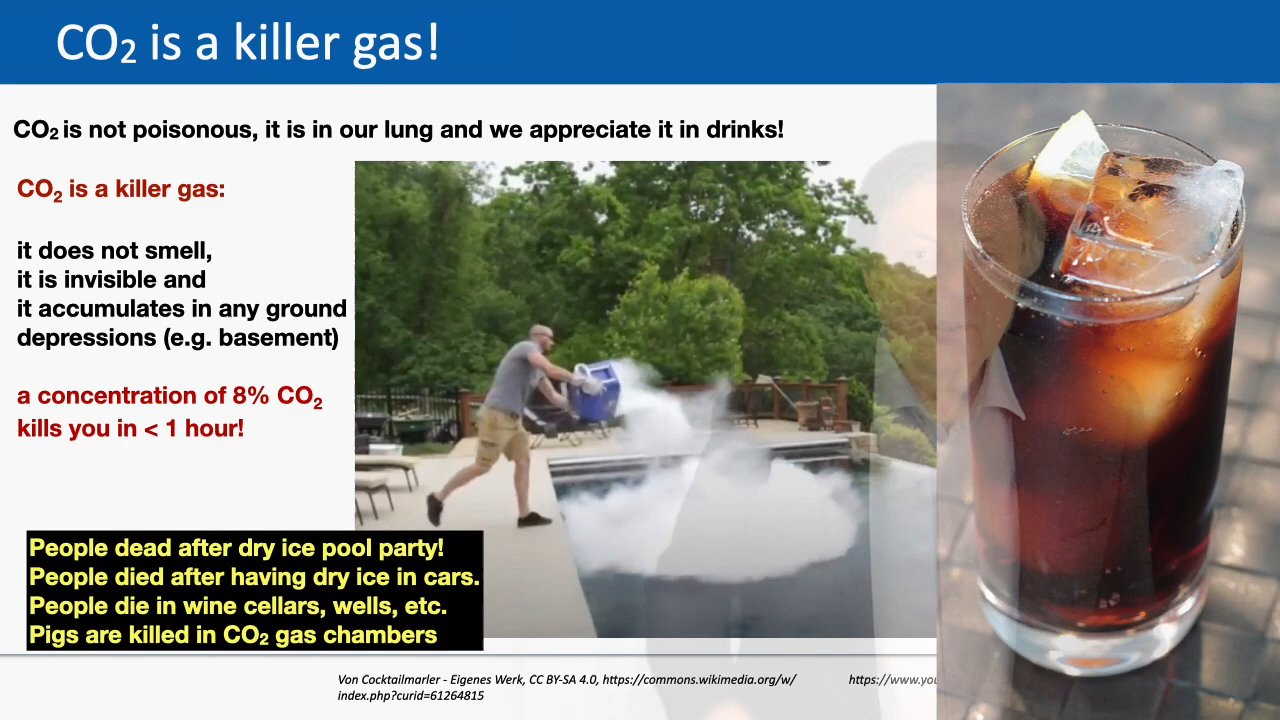 CO₂ is a killer gas!
CO₂ is not poisonous, it is in our lung and we appreciate it in drinks!
CO₂ is a killer gas:
it does not smell,
it is invisible and
it accumulates in any ground
depressions (e.g. basement)
a concentration of 8% CO₂
kills you in < 1 hour!
People dead after dry ice pool party!
People died after having dry ice in cars.
People die in wine cellars, wells, etc.
Pigs are killed in CO₂ gas chambers
Von Cocktailmarler - Eigenes Werk, CC BY-SA 4.0, https://commons.wikimedia.org/w/
index.php?curid=61264815
https://www.you